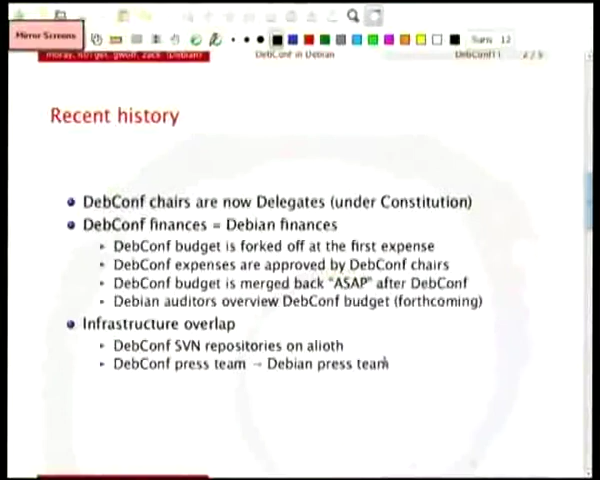 Mirror Screens
Sans 12
moray, holger, gwolf, zack (Debian) DebConf in Debian DebConf11 2 / 5
Recent history
DebConf chairs are now Delegates (under Constitution)
DebConf finances = Debian finances
DebConf budget is forked off at the first expense
DebConf expenses are approved by DebConf chairs
DebConf budget is merged back "ASAP" after DebConf
Debian auditors overview DebConf budget (forthcoming)
Infrastructure overlap
DebConf SVN repositories on alioth
DebConf press team → Debian press team